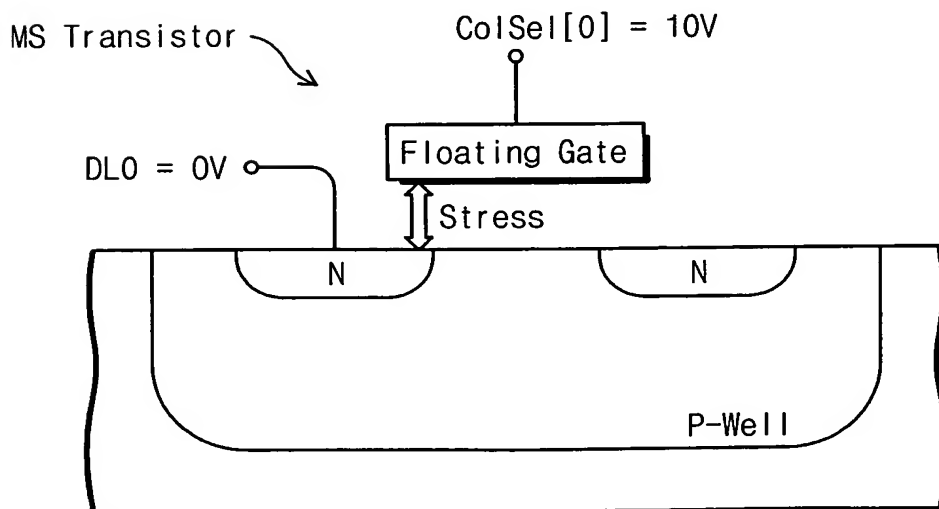 MS Transistor
ColSel[0] = 10V
Floating Gate
DL0 = 0V
Stress
N
N
P-Well